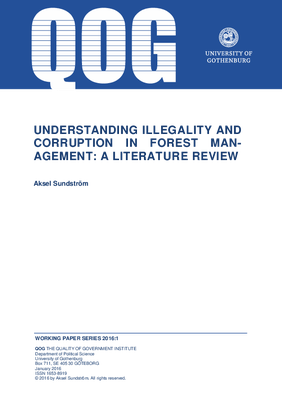 QOG
UNIVERSITY OF
GOTHENBURG
UNDERSTANDING ILLEGALITY AND
CORRUPTION IN FOREST MAN-
AGEMENT: A LITERATURE REVIEW
Aksel Sundström
WORKING PAPER SERIES 2016:1
QOG THE QUALITY OF GOVERNMENT INSTITUTE
Department of Political Science
University of Gothenburg
Box 711, SE 405 30 GÖTEBORG
January 2016
ISSN 1653-8919
© 2016 by Aksel Sundström. All rights reserved.